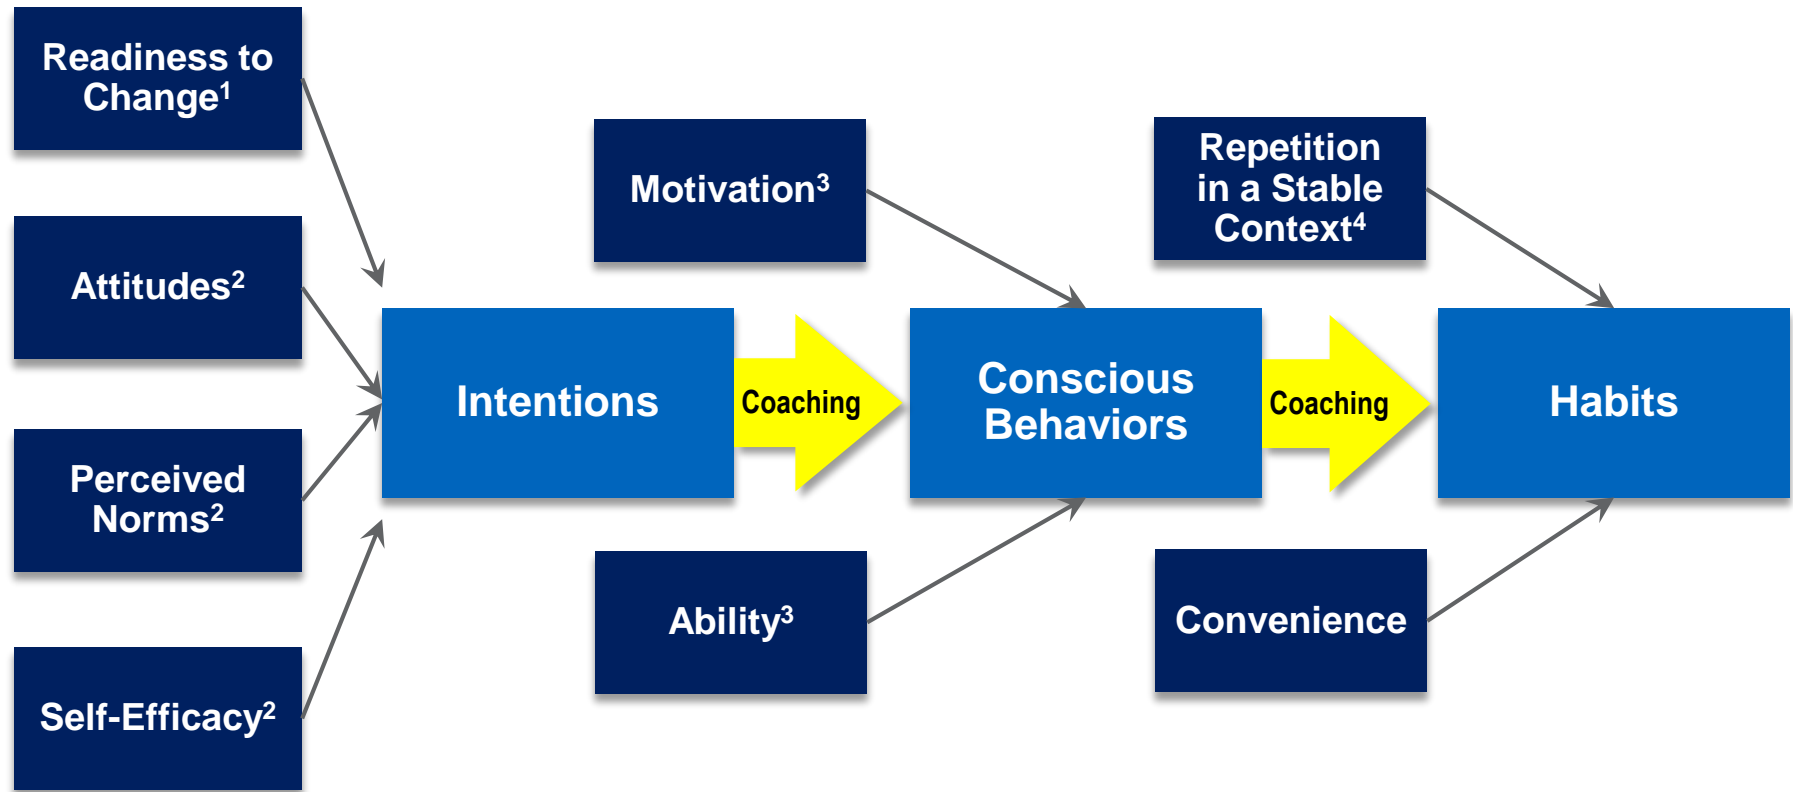 Readiness to
Change¹
Attitudes²
Perceived
Norms²
Self-Efficacy²
Intentions
Coaching
Motivation³
Ability³
Conscious
Behaviors
Coaching
Repetition
in a Stable
Context⁴
Convenience
Habits